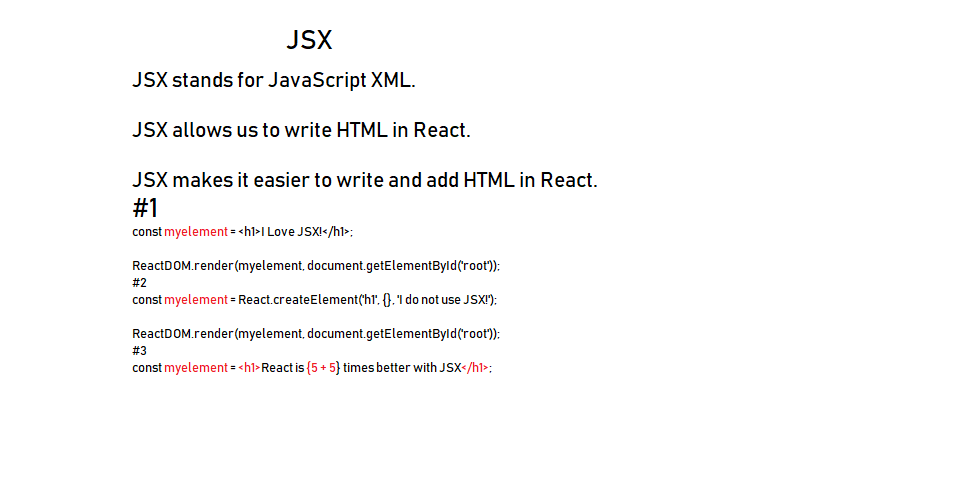 JSX
JSX stands for JavaScript XML.
JSX allows us to write HTML in React.
JSX makes it easier to write and add HTML in React.
#1
const myelement = <h1>I Love JSX!</h1>;
ReactDOM.render(myelement, document.getElementById('root'));
#2
const myelement = React.createElement('h1', {}, 'I do not use JSX!');
ReactDOM.render(myelement, document.getElementById('root'));
#3
const myelement = <h1>React is {5 + 5} times better with JSX</h1>;